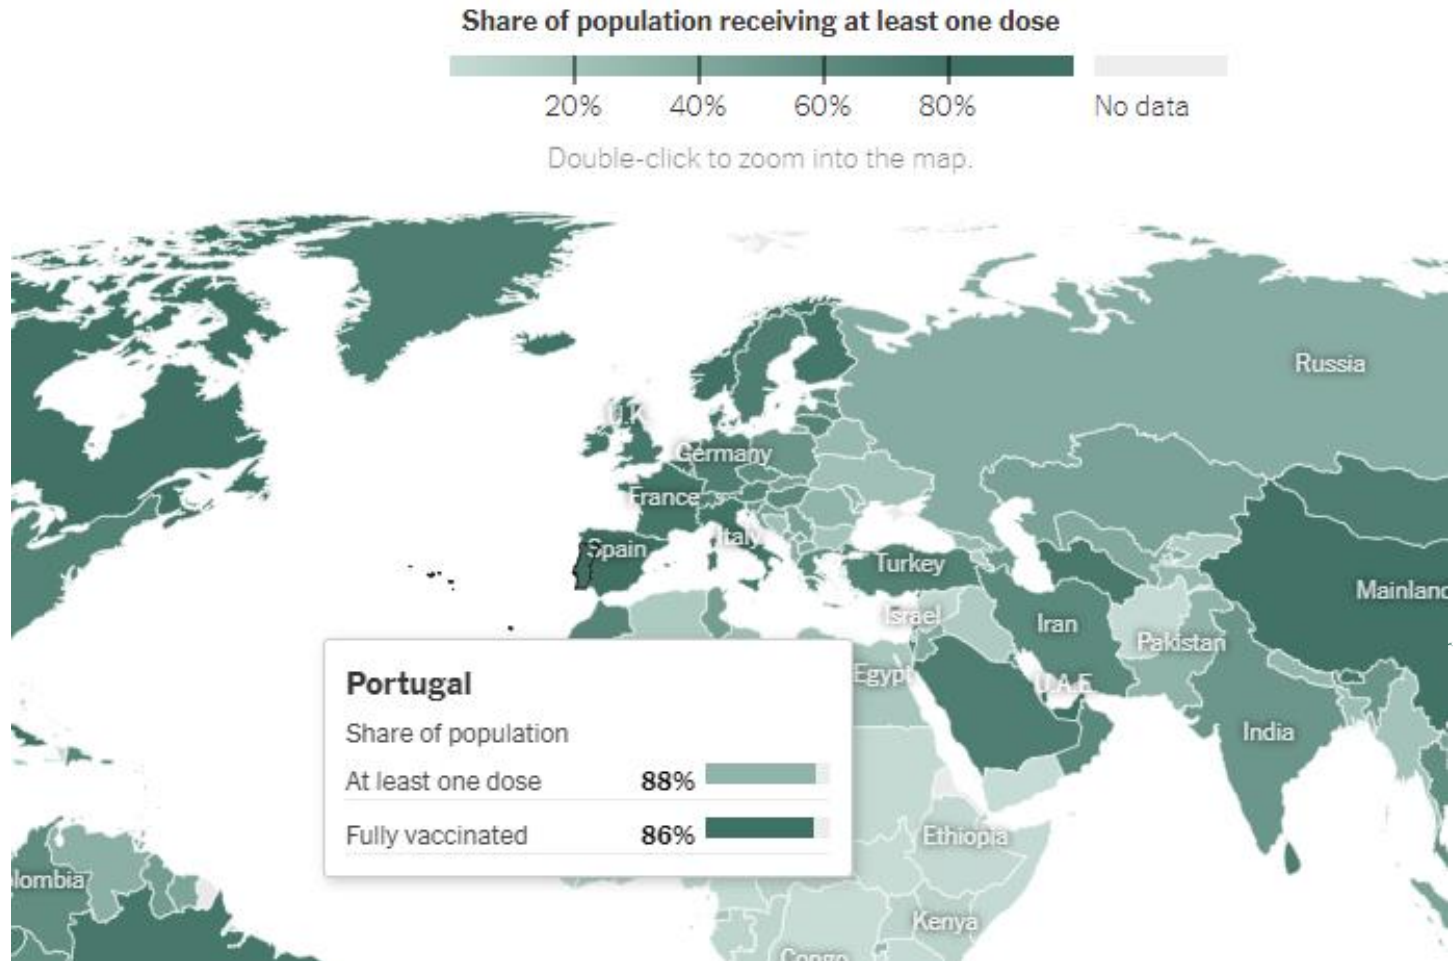 Share of population receiving at least one dose
20% 40% 60% 80% No data
Double-click to zoom into the map.
Russia
U.K.
Germany
France
Spain
Italy
Turkey
Mainland
Israel
Iran
Pakistan
Egypt
U.A.E.
India
Portugal
Share of population
At least one dose 88%
Fully vaccinated 86%
Ethiopia
lombia
Kenya
Congo